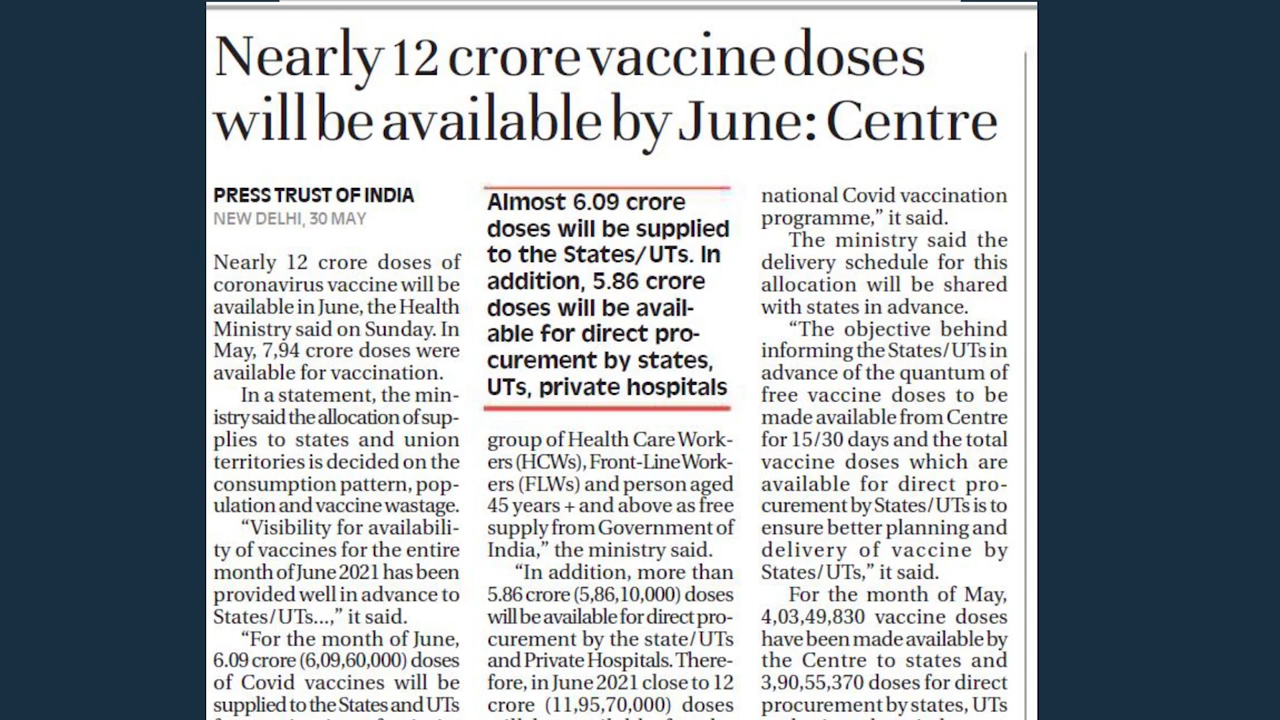 Nearly 12 crore vaccine doses
will be available by June: Centre
PRESS TRUST OF INDIA
NEW DELHI, 30 MAY
Nearly 12 crore doses of
coronavirus vaccine will be
available in June, the Health
Ministry said on Sunday. In
May, 7,94 crore doses were
available for vaccination.
In a statement, the min-
istry said the allocation of sup-
plies to states and union
territories is decided on the
consumption pattern, pop-
ulation and vaccine wastage.
“Visibility for availabili-
ty of vaccines for the entire
month of June 2021 has been
provided well in advance to
States/UTs...,” it said.
“For the month of June,
6.09 crore (6,09,60,000) doses
of Covid vaccines will be
supplied to the States and UTs
Almost 6.09 crore
doses will be supplied
to the States/UTs. In
addition, 5.86 crore
doses will be avail-
able for direct pro-
curement by states,
UTs, private hospitals
group of Health Care Work-
ers (HCWs), Front-Line Work-
ers (FLWs) and person aged
45 years + and above as free
supply from Government of
India,” the ministry said.
“In addition, more than
5.86 crore (5,86,10,000) doses
will be available for direct pro-
curement by the state/UTs
and Private Hospitals. There-
fore, in June 2021 close to 12
crore (11,95,70,000) doses
national Covid vaccination
programme,” it said.
The ministry said the
delivery schedule for this
allocation will be shared
with states in advance.
“The objective behind
informing the States/UTs in
advance of the quantum of
free vaccine doses to be
made available from Centre
for 15/30 days and the total
vaccine doses which are
available for direct pro-
curement by States/UTs is to
ensure better planning and
delivery of vaccine by
States/UTs,” it said.
For the month of May,
4,03,49,830 vaccine doses
have been made available by
the Centre to states and
3,90,55,370 doses for direct
procurement by states, UTs